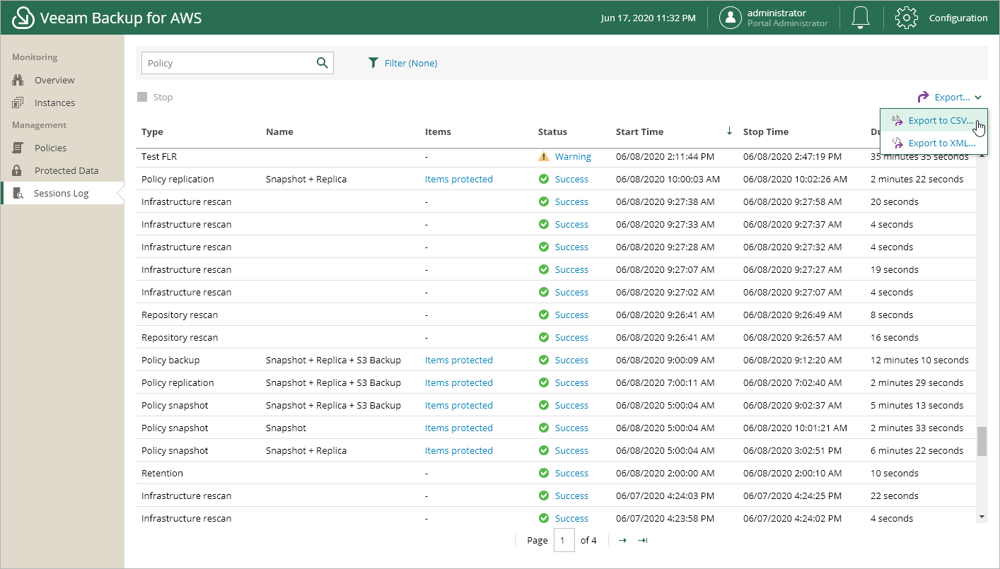 Veeam Backup for AWS
Jun 17, 2020 11:32 PM
administrator
Portal Administrator
Configuration
Monitoring
Overview
Instances
Management
Policies
Protected Data
Sessions Log
Policy
Filter (None)
Stop
Export...
Export to CSV...
Export to XML...
Type Name Items Status Start Time Stop Time
Test FLR - Warning 06/08/2020 2:11:44 PM 06/08/2020 2:47:19 PM 35 minutes 35 seconds
Policy replication Snapshot + Replica Items protected Success 06/08/2020 10:00:03 AM 06/08/2020 10:02:26 AM 2 minutes 22 seconds
Infrastructure rescan - Success 06/08/2020 9:27:38 AM 06/08/2020 9:27:58 AM 20 seconds
Infrastructure rescan - Success 06/08/2020 9:27:33 AM 06/08/2020 9:27:37 AM 4 seconds
Infrastructure rescan - Success 06/08/2020 9:27:28 AM 06/08/2020 9:27:32 AM 4 seconds
Infrastructure rescan - Success 06/08/2020 9:27:07 AM 06/08/2020 9:27:27 AM 19 seconds
Infrastructure rescan - Success 06/08/2020 9:27:02 AM 06/08/2020 9:27:07 AM 4 seconds
Repository rescan - Success 06/08/2020 9:26:41 AM 06/08/2020 9:26:49 AM 8 seconds
Repository rescan - Success 06/08/2020 9:26:41 AM 06/08/2020 9:26:57 AM 16 seconds
Policy backup Snapshot + Replica + S3 Backup Items protected Success 06/08/2020 9:00:09 AM 06/08/2020 9:12:20 AM 12 minutes 10 seconds
Policy replication Snapshot + Replica + S3 Backup Items protected Success 06/08/2020 7:00:11 AM 06/08/2020 7:02:40 AM 2 minutes 29 seconds
Policy snapshot Snapshot + Replica + S3 Backup Items protected Success 06/08/2020 5:00:04 AM 06/08/2020 9:02:37 AM 5 minutes 13 seconds
Policy snapshot Snapshot Items protected Success 06/08/2020 5:00:04 AM 06/08/2020 10:01:21 AM 2 minutes 33 seconds
Policy snapshot Snapshot + Replica Items protected Success 06/08/2020 5:00:04 AM 06/08/2020 3:02:51 PM 6 minutes 22 seconds
Retention - Success 06/08/2020 2:00:00 AM 06/08/2020 2:00:10 AM 10 seconds
Infrastructure rescan - Success 06/07/2020 4:24:03 PM 06/07/2020 4:24:25 PM 22 seconds
Infrastructure rescan - Success 06/07/2020 4:23:58 PM 06/07/2020 4:24:02 PM 4 seconds
Page 1 of 4